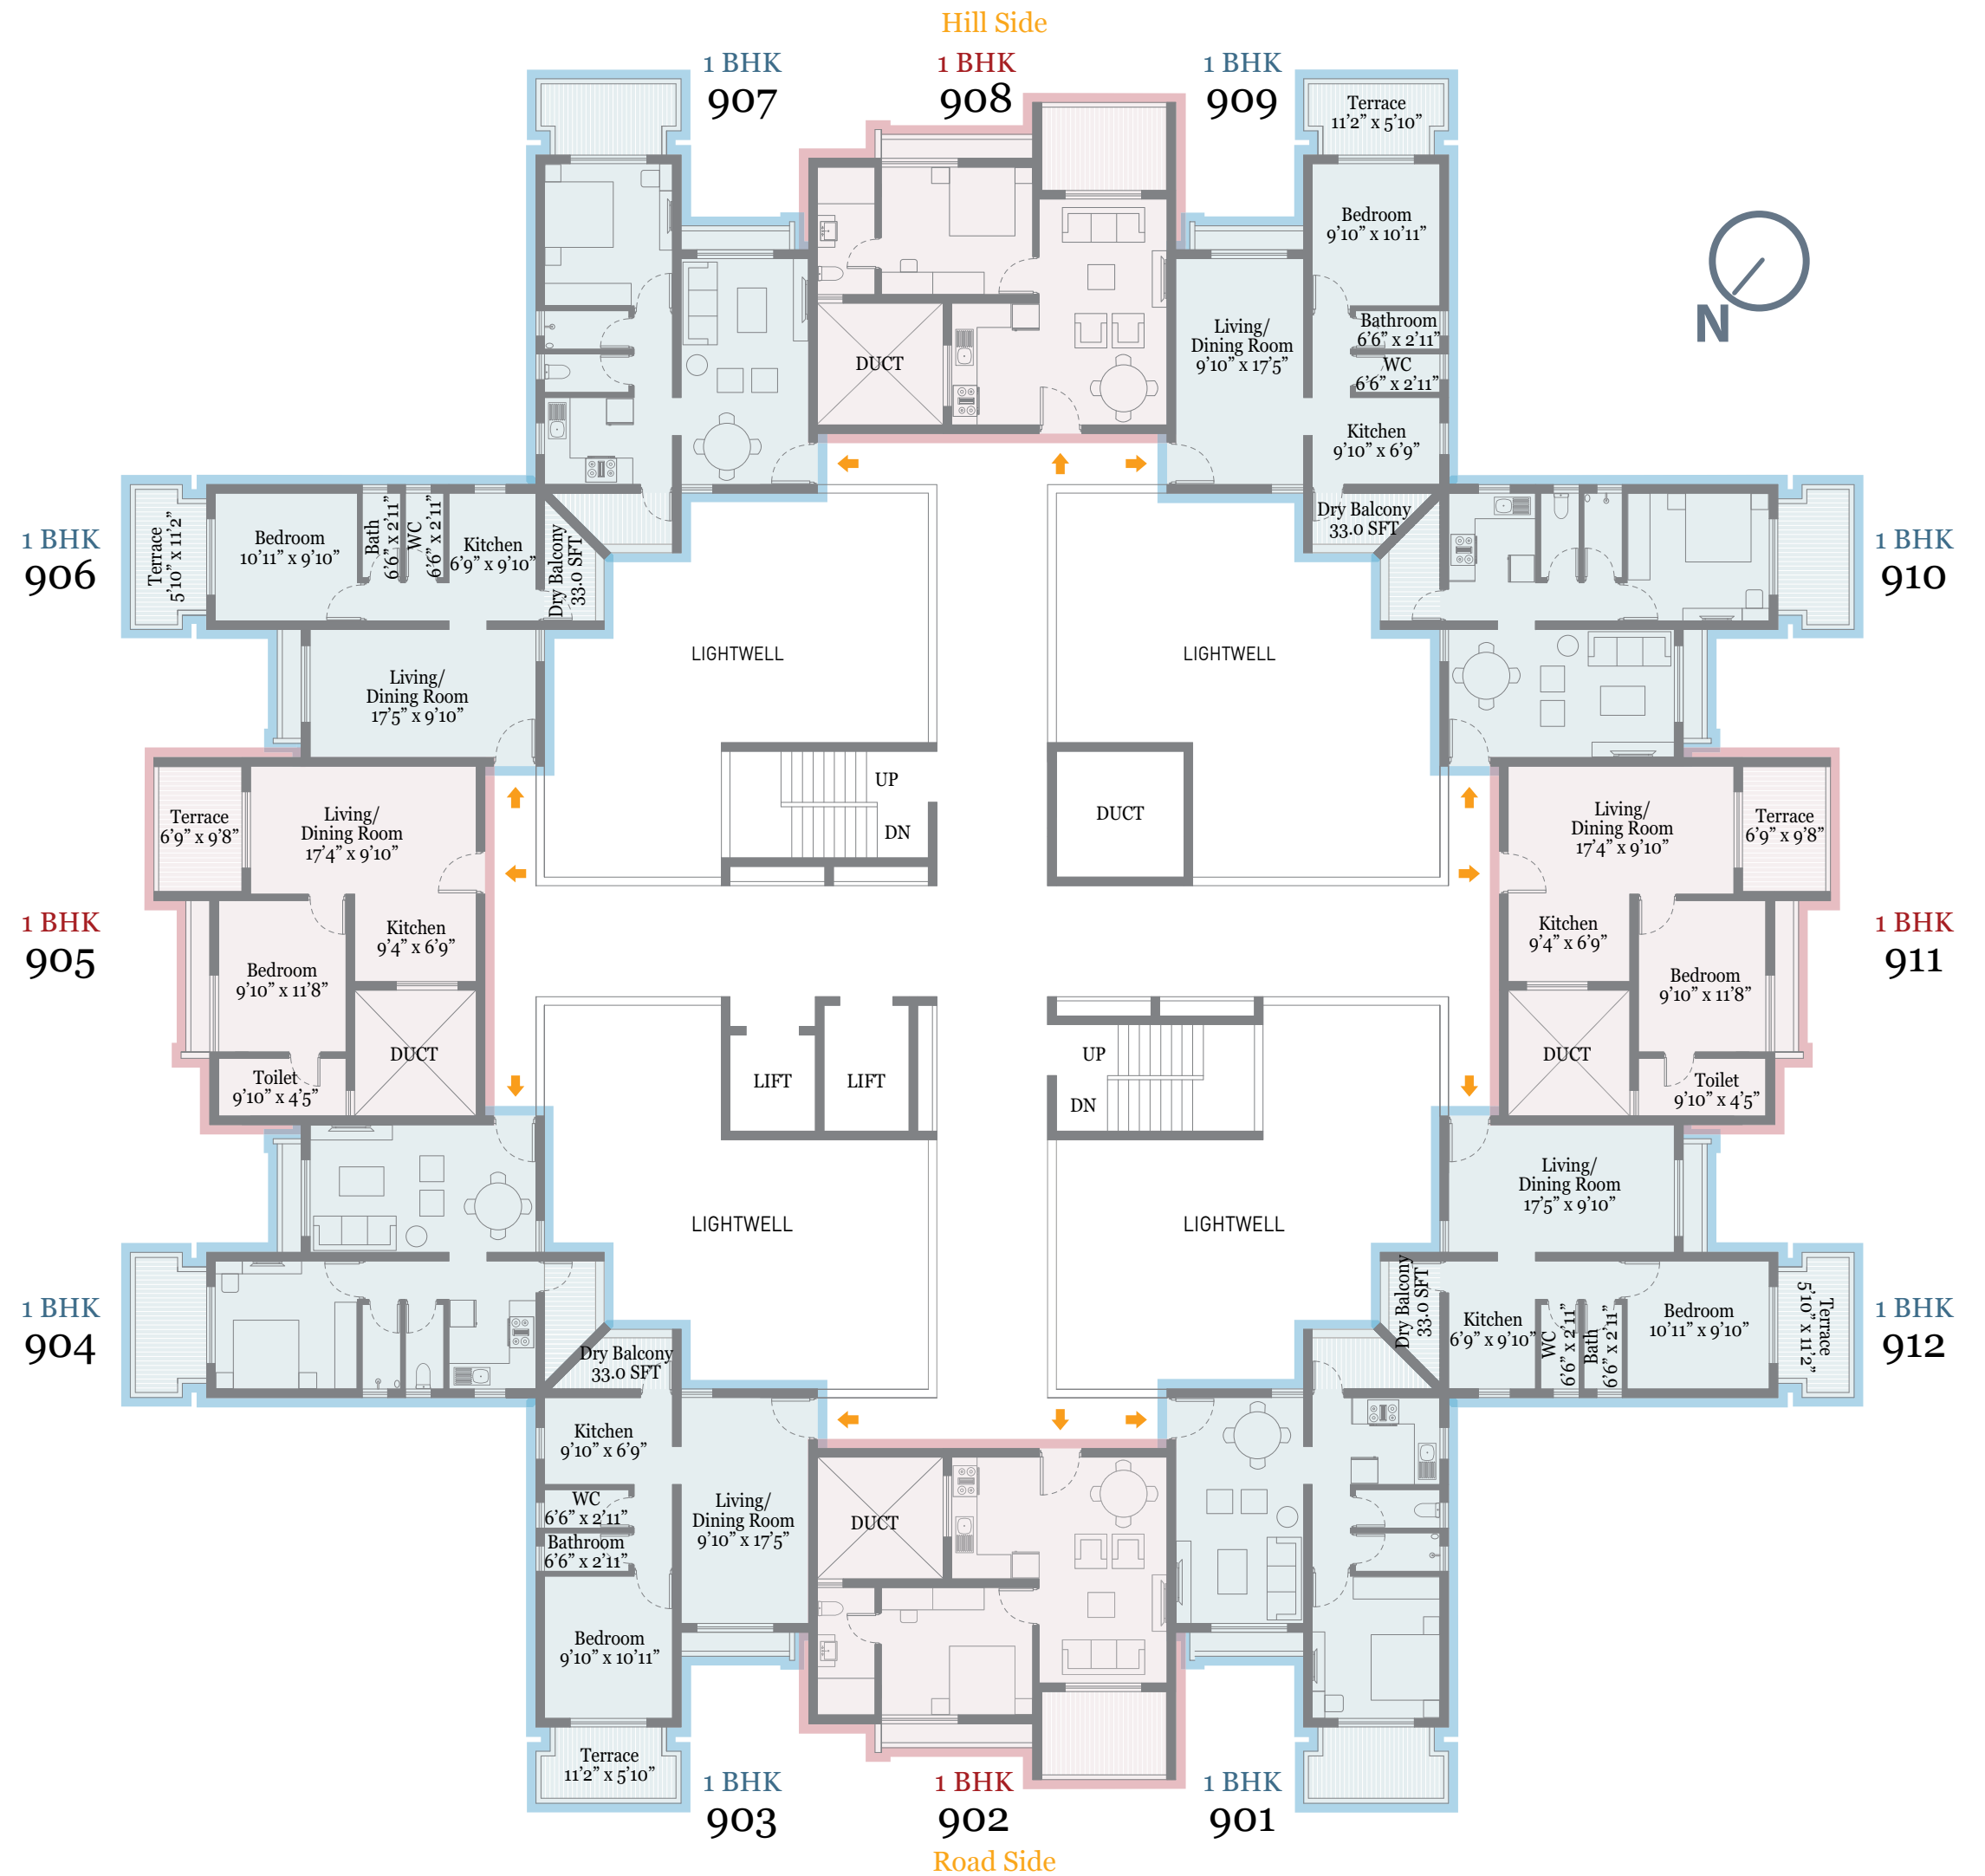 Hill Side
1 BHK
907
1 BHK
908
1 BHK
909
Terrace
11’2” x 5’10”
Bedroom
9’10” x 10’11”
Bathroom
6’6” x 2’11”
WC
6’6” x 2’11”
Living/
Dining Room
9’10” x 17’5”
Kitchen
9’10” x 6’9”
Dry Balcony
33.0 SFT
N
DUCT
1 BHK
906
Terrace
5’10” x 11’2”
Bedroom
10’11” x 9’10”
Bath
6’6” x 2’11”
WC
6’6” x 2’11”
Kitchen
6’9” x 9’10”
Dry Balcony
33.0 SFT
Living/
Dining Room
17’5” x 9’10”
1 BHK
910
LIGHTWELL
LIGHTWELL
UP
DN
DUCT
1 BHK
905
Terrace
6’9” x 9’8”
Living/
Dining Room
17’4” x 9’10”
Kitchen
9’4” x 6’9”
Bedroom
9’10” x 11’8”
DUCT
Toilet
9’10” x 4’5”
Living/
Dining Room
17’4” x 9’10”
Terrace
6’9” x 9’8”
Kitchen
9’4” x 6’9”
Bedroom
9’10” x 11’8”
DUCT
Toilet
9’10” x 4’5”
1 BHK
911
LIFT
LIFT
UP
DN
LIGHTWELL
LIGHTWELL
1 BHK
904
Living/
Dining Room
17’5” x 9’10”
Dry Balcony
33.0 SFT
Kitchen
6’9” x 9’10”
WC
6’6” x 2’11”
Bath
6’6” x 2’11”
Bedroom
10’11” x 9’10”
Terrace
5’10” x 11’2”
1 BHK
912
Dry Balcony
33.0 SFT
Kitchen
9’10” x 6’9”
WC
6’6” x 2’11”
Bathroom
6’6” x 2’11”
Living/
Dining Room
9’10” x 17’5”
Bedroom
9’10” x 10’11”
Terrace
11’2” x 5’10”
DUCT
1 BHK
903
1 BHK
902
1 BHK
901
Road Side